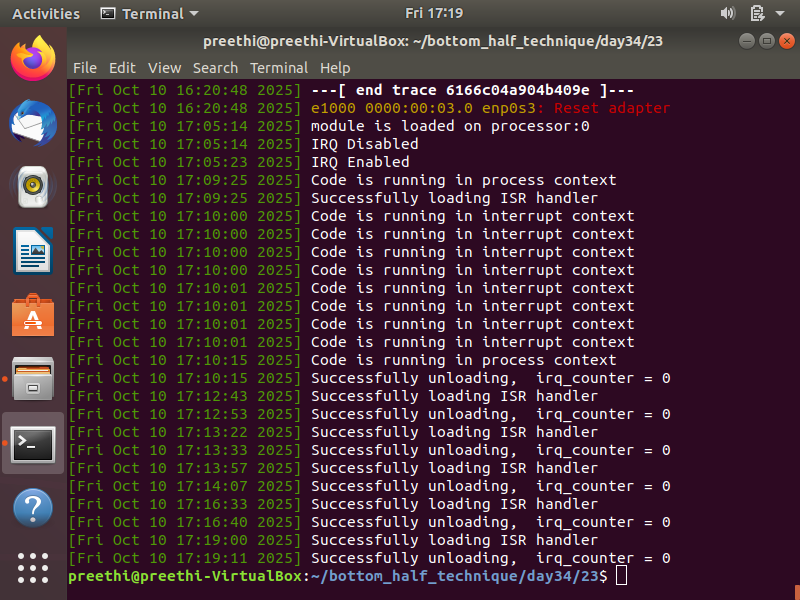 Activities Terminal Fri 17:19
preethi@preethi-VirtualBox: ~/bottom_half_technique/day34/23
File Edit View Search Terminal Help
[Fri Oct 10 16:20:48 2025] ---[ end trace 6166c04a904b409e ]---
[Fri Oct 10 16:20:48 2025] e1000 0000:00:03.0 enp0s3: Reset adapter
[Fri Oct 10 17:05:14 2025] module is loaded on processor:0
[Fri Oct 10 17:05:14 2025] IRQ Disabled
[Fri Oct 10 17:05:23 2025] IRQ Enabled
[Fri Oct 10 17:09:25 2025] Code is running in process context
[Fri Oct 10 17:09:25 2025] Successfully loading ISR handler
[Fri Oct 10 17:10:00 2025] Code is running in interrupt context
[Fri Oct 10 17:10:00 2025] Code is running in interrupt context
[Fri Oct 10 17:10:00 2025] Code is running in interrupt context
[Fri Oct 10 17:10:00 2025] Code is running in interrupt context
[Fri Oct 10 17:10:01 2025] Code is running in interrupt context
[Fri Oct 10 17:10:01 2025] Code is running in interrupt context
[Fri Oct 10 17:10:01 2025] Code is running in interrupt context
[Fri Oct 10 17:10:01 2025] Code is running in interrupt context
[Fri Oct 10 17:10:15 2025] Code is running in process context
[Fri Oct 10 17:10:15 2025] Successfully unloading,  irq_counter = 0
[Fri Oct 10 17:12:43 2025] Successfully loading ISR handler
[Fri Oct 10 17:12:53 2025] Successfully unloading,  irq_counter = 0
[Fri Oct 10 17:13:22 2025] Successfully loading ISR handler
[Fri Oct 10 17:13:33 2025] Successfully unloading,  irq_counter = 0
[Fri Oct 10 17:13:57 2025] Successfully loading ISR handler
[Fri Oct 10 17:14:07 2025] Successfully unloading,  irq_counter = 0
[Fri Oct 10 17:16:33 2025] Successfully loading ISR handler
[Fri Oct 10 17:16:40 2025] Successfully unloading,  irq_counter = 0
[Fri Oct 10 17:19:00 2025] Successfully loading ISR handler
[Fri Oct 10 17:19:11 2025] Successfully unloading,  irq_counter = 0
preethi@preethi-VirtualBox:~/bottom_half_technique/day34/23$